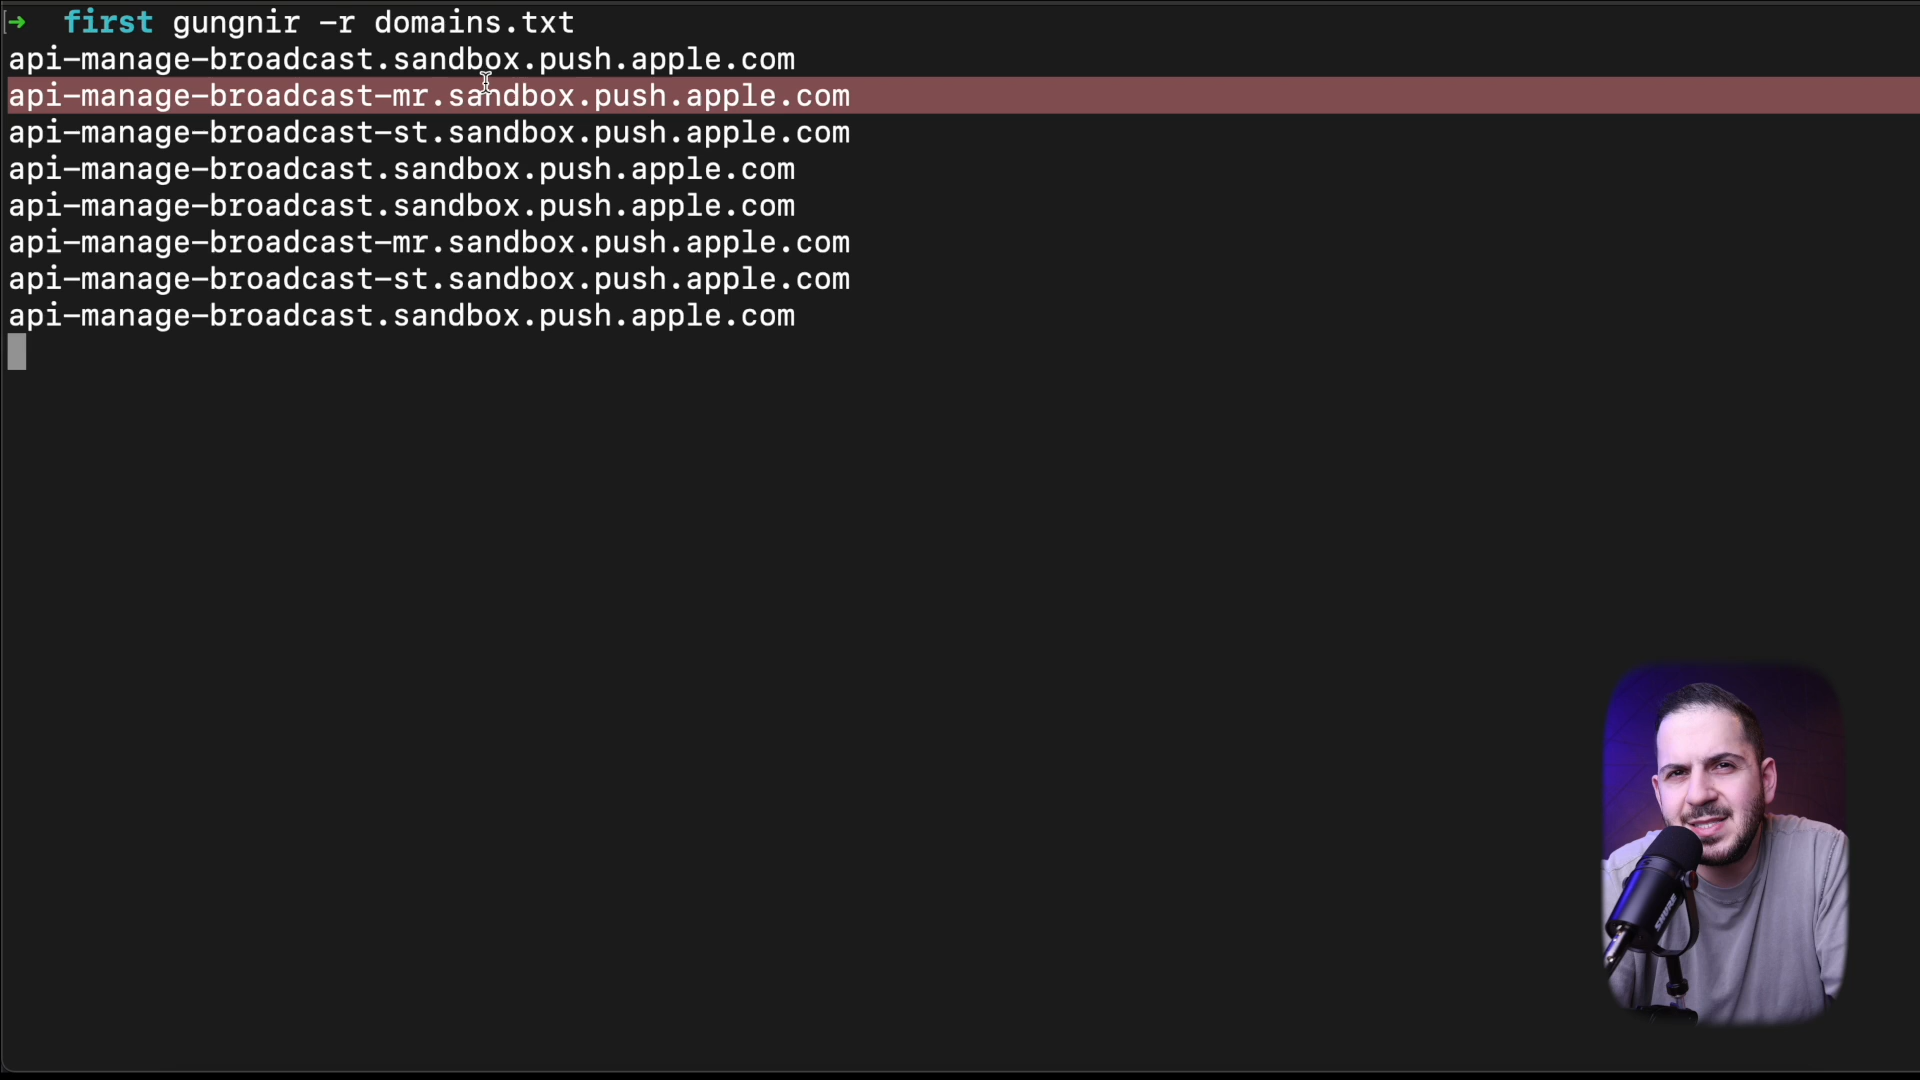 ➜ first gungnir -r domains.txt
api-manage-broadcast.sandbox.push.apple.com
api-manage-broadcast-mr.sandbox.push.apple.com
api-manage-broadcast-st.sandbox.push.apple.com
api-manage-broadcast.sandbox.push.apple.com
api-manage-broadcast.sandbox.push.apple.com
api-manage-broadcast-mr.sandbox.push.apple.com
api-manage-broadcast-st.sandbox.push.apple.com
api-manage-broadcast.sandbox.push.apple.com
SHURE